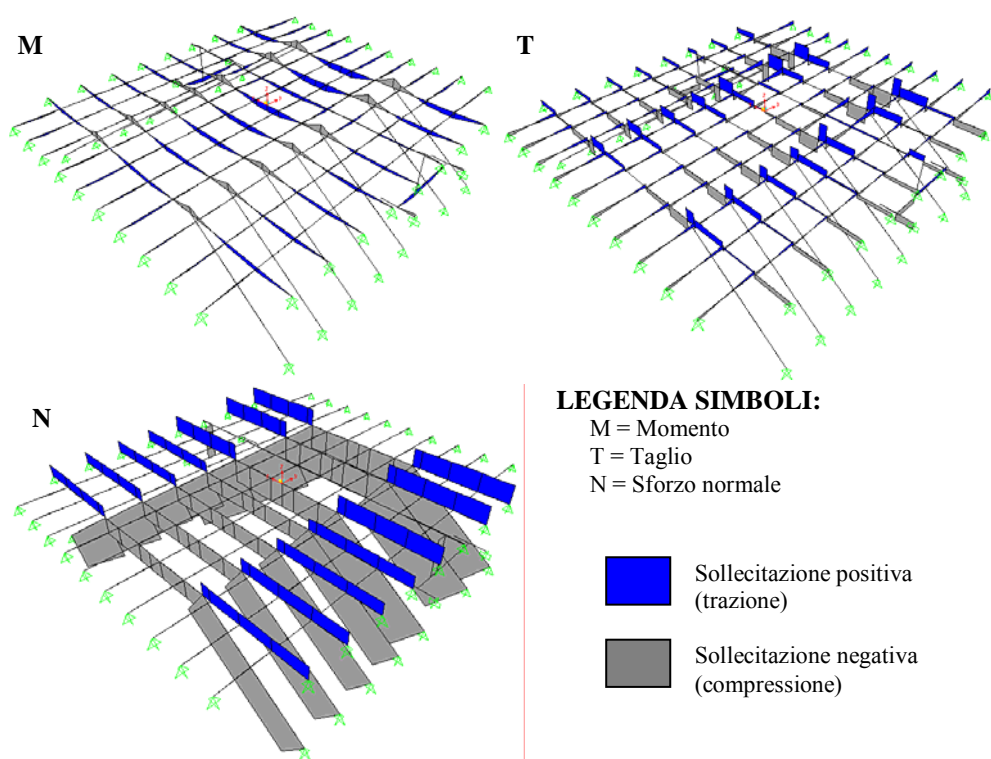 M
T
N
LEGENDA SIMBOLI:
M = Momento
T = Taglio
N = Sforzo normale
Sollecitazione positiva
(trazione)
Sollecitazione negativa
(compressione)